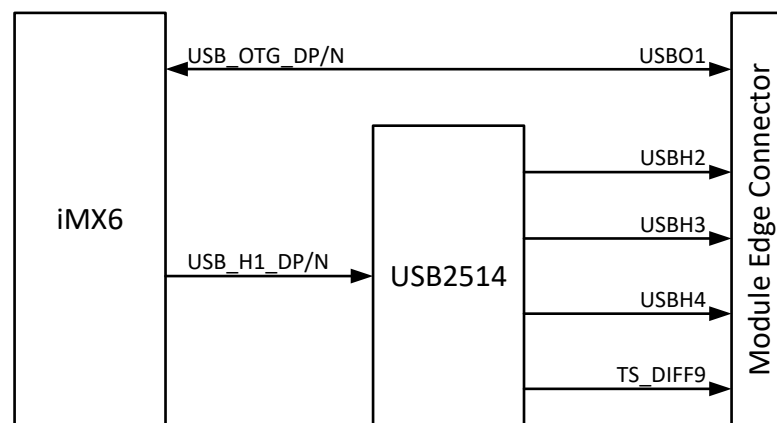 USB_OTG_DP/N
USBO1
USBH2
iMX6
USBH3
USB_H1_DP/N
USB2514
USBH4
TS_DIFF9
Module Edge Connector